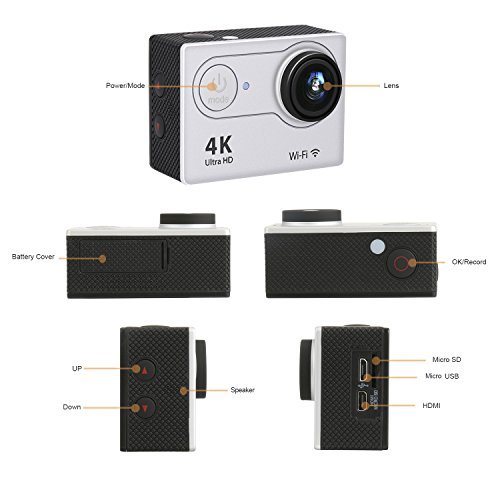 Power/Mode
mode
Lens
4K
Ultra HD
Wi-Fi
Battery Cover
OK/Record
UP
Speaker
Down
Micro SD
Micro USB
HDMI